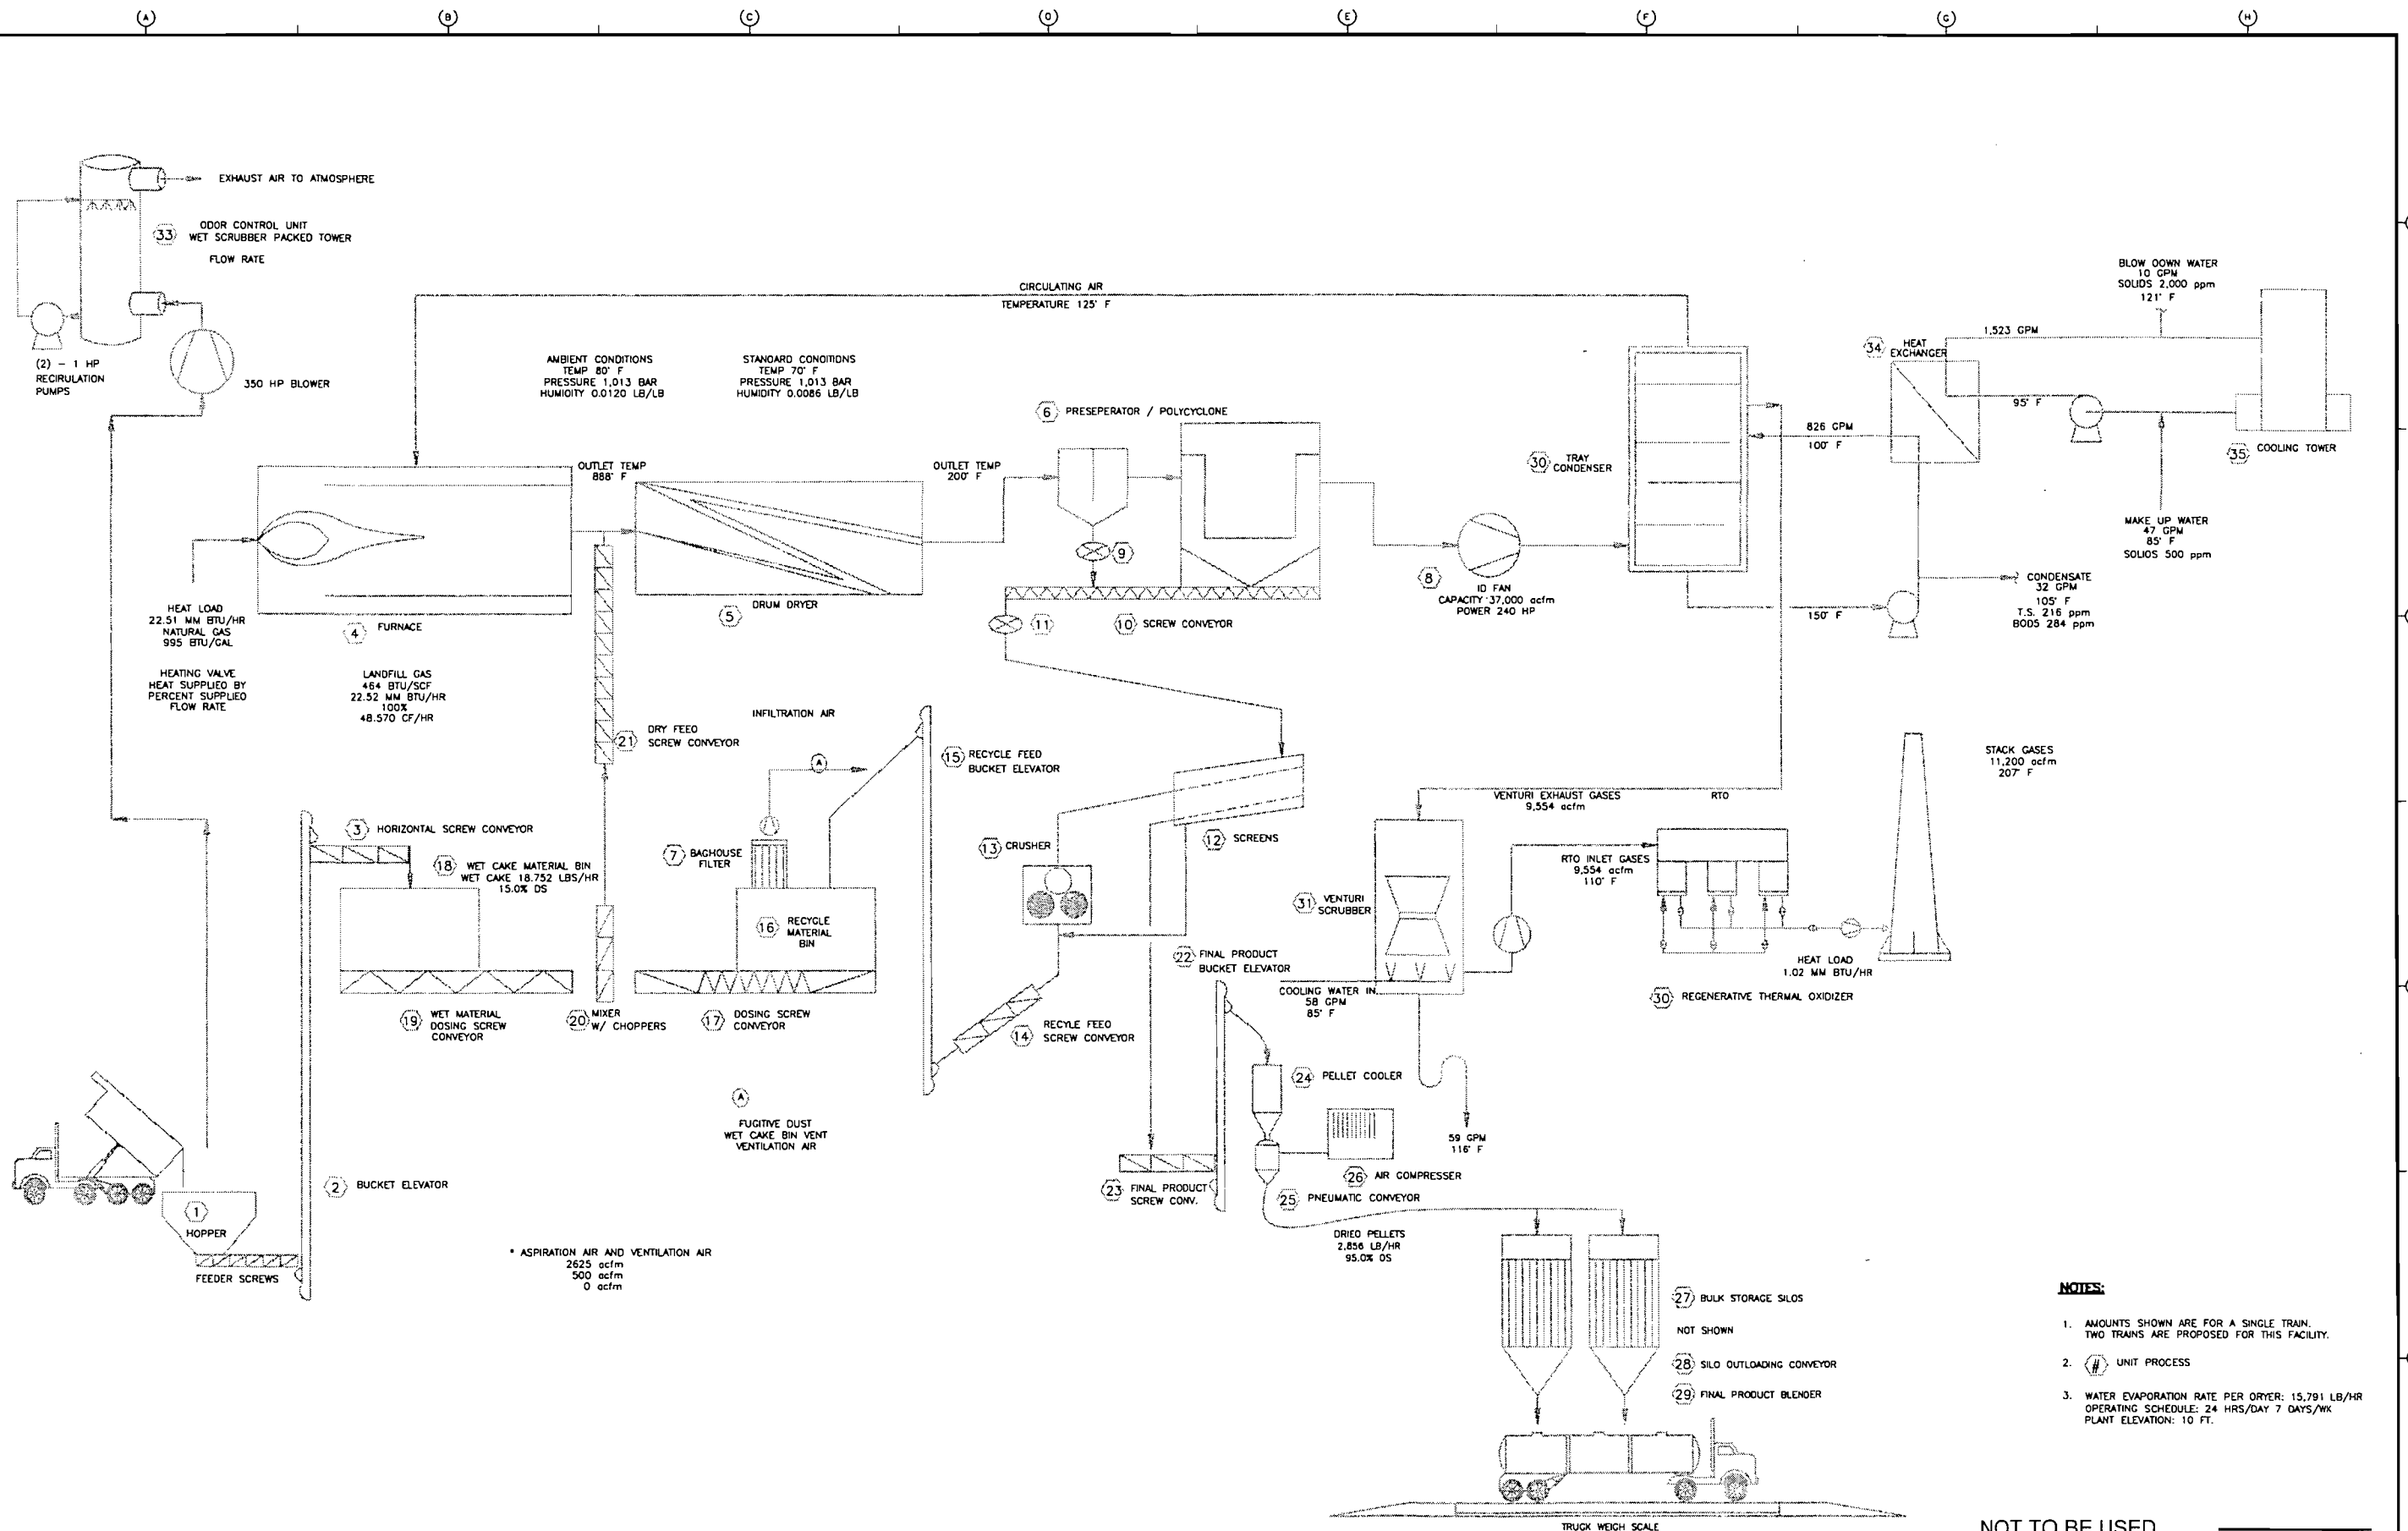 A
B
C
D
E
F
G
H
EXHAUST AIR TO ATMOSPHERE
33
ODOR CONTROL UNIT
WET SCRUBBER PACKED TOWER
FLOW RATE
(2) - 1 HP
RECIRULATION
PUMPS
350 HP BLOWER
CIRCULATING AIR
TEMPERATURE 125° F
AMBIENT CONDITIONS
TEMP 80° F
PRESSURE 1,013 BAR
HUMIDITY 0.0120 LB/LB
STANDARD CONDITIONS
TEMP 70° F
PRESSURE 1,013 BAR
HUMIDITY 0.0086 LB/LB
BLOW DOWN WATER
10 GPM
SOLIDS 2,000 ppm
121° F
1,523 GPM
34 HEAT
EXCHANGER
95° F
35 COOLING TOWER
MAKE UP WATER
47 GPM
85° F
SOLIDS 500 ppm
826 GPM
100° F
150° F
CONDENSATE
32 GPM
105° F
T.S. 216 ppm
BOD5 284 ppm
6 PRESEPERATOR / POLYCYCLONE
OUTLET TEMP
888° F
OUTLET TEMP
200° F
30 TRAY
CONDENSER
9
8
ID FAN
CAPACITY 37,000 acfm
POWER 240 HP
5
DRUM DRYER
11
10 SCREW CONVEYOR
4 FURNACE
HEAT LOAD
22.51 MM BTU/HR
NATURAL GAS
995 BTU/CAL
HEATING VALVE
HEAT SUPPLIED BY
PERCENT SUPPLIED
FLOW RATE
LANDFILL GAS
464 BTU/SCF
22.52 MM BTU/HR
100%
48.570 CF/HR
21 DRY FEED
SCREW CONVEYOR
INFILTRATION AIR
A
15 RECYCLE FEED
BUCKET ELEVATOR
STACK GASES
11,200 acfm
207° F
VENTURI EXHAUST GASES
9,554 acfm
RTO
3 HORIZONTAL SCREW CONVEYOR
18 WET CAKE MATERIAL BIN
WET CAKE 18.752 LBS/HR
15.0% DS
7 BAGHOUSE
FILTER
13 CRUSHER
12 SCREENS
RTO INLET GASES
9,554 acfm
110° F
31 VENTURI
SCRUBBER
16 RECYCLE
MATERIAL
BIN
22 FINAL PRODUCT
BUCKET ELEVATOR
HEAT LOAD
1.02 MM BTU/HR
30 REGENERATIVE THERMAL OXIDIZER
COOLING WATER IN
58 GPM
85° F
19 WET MATERIAL
DOSING SCREW
CONVEYOR
20 MIXER
W/ CHOPPERS
17 DOSING SCREW
CONVEYOR
14 RECYLE FEED
SCREW CONVEYOR
24 PELLET COOLER
A
FUGITIVE DUST
WET CAKE BIN VENT
VENTILATION AIR
59 GPM
116° F
26 AIR COMPRESSER
2 BUCKET ELEVATOR
1
HOPPER
23 FINAL PRODUCT
SCREW CONV.
25 PNEUMATIC CONVEYOR
DRIED PELLETS
2,856 LB/HR
95.0% DS
* ASPIRATION AIR AND VENTILATION AIR
2625 acfm
500 acfm
0 acfm
FEEDER SCREWS
27 BULK STORAGE SILOS
NOT SHOWN
28 SILO OUTLOADING CONVEYOR
29 FINAL PRODUCT BLENDER
TRUCK WEIGH SCALE
NOTES:
1. AMOUNTS SHOWN ARE FOR A SINGLE TRAIN.
TWO TRAINS ARE PROPOSED FOR THIS FACILITY.
2. # UNIT PROCESS
3. WATER EVAPORATION RATE PER DRYER: 15,791 LB/HR
OPERATING SCHEDULE: 24 HRS/DAY 7 DAYS/WK
PLANT ELEVATION: 10 FT.
NOT TO BE USED